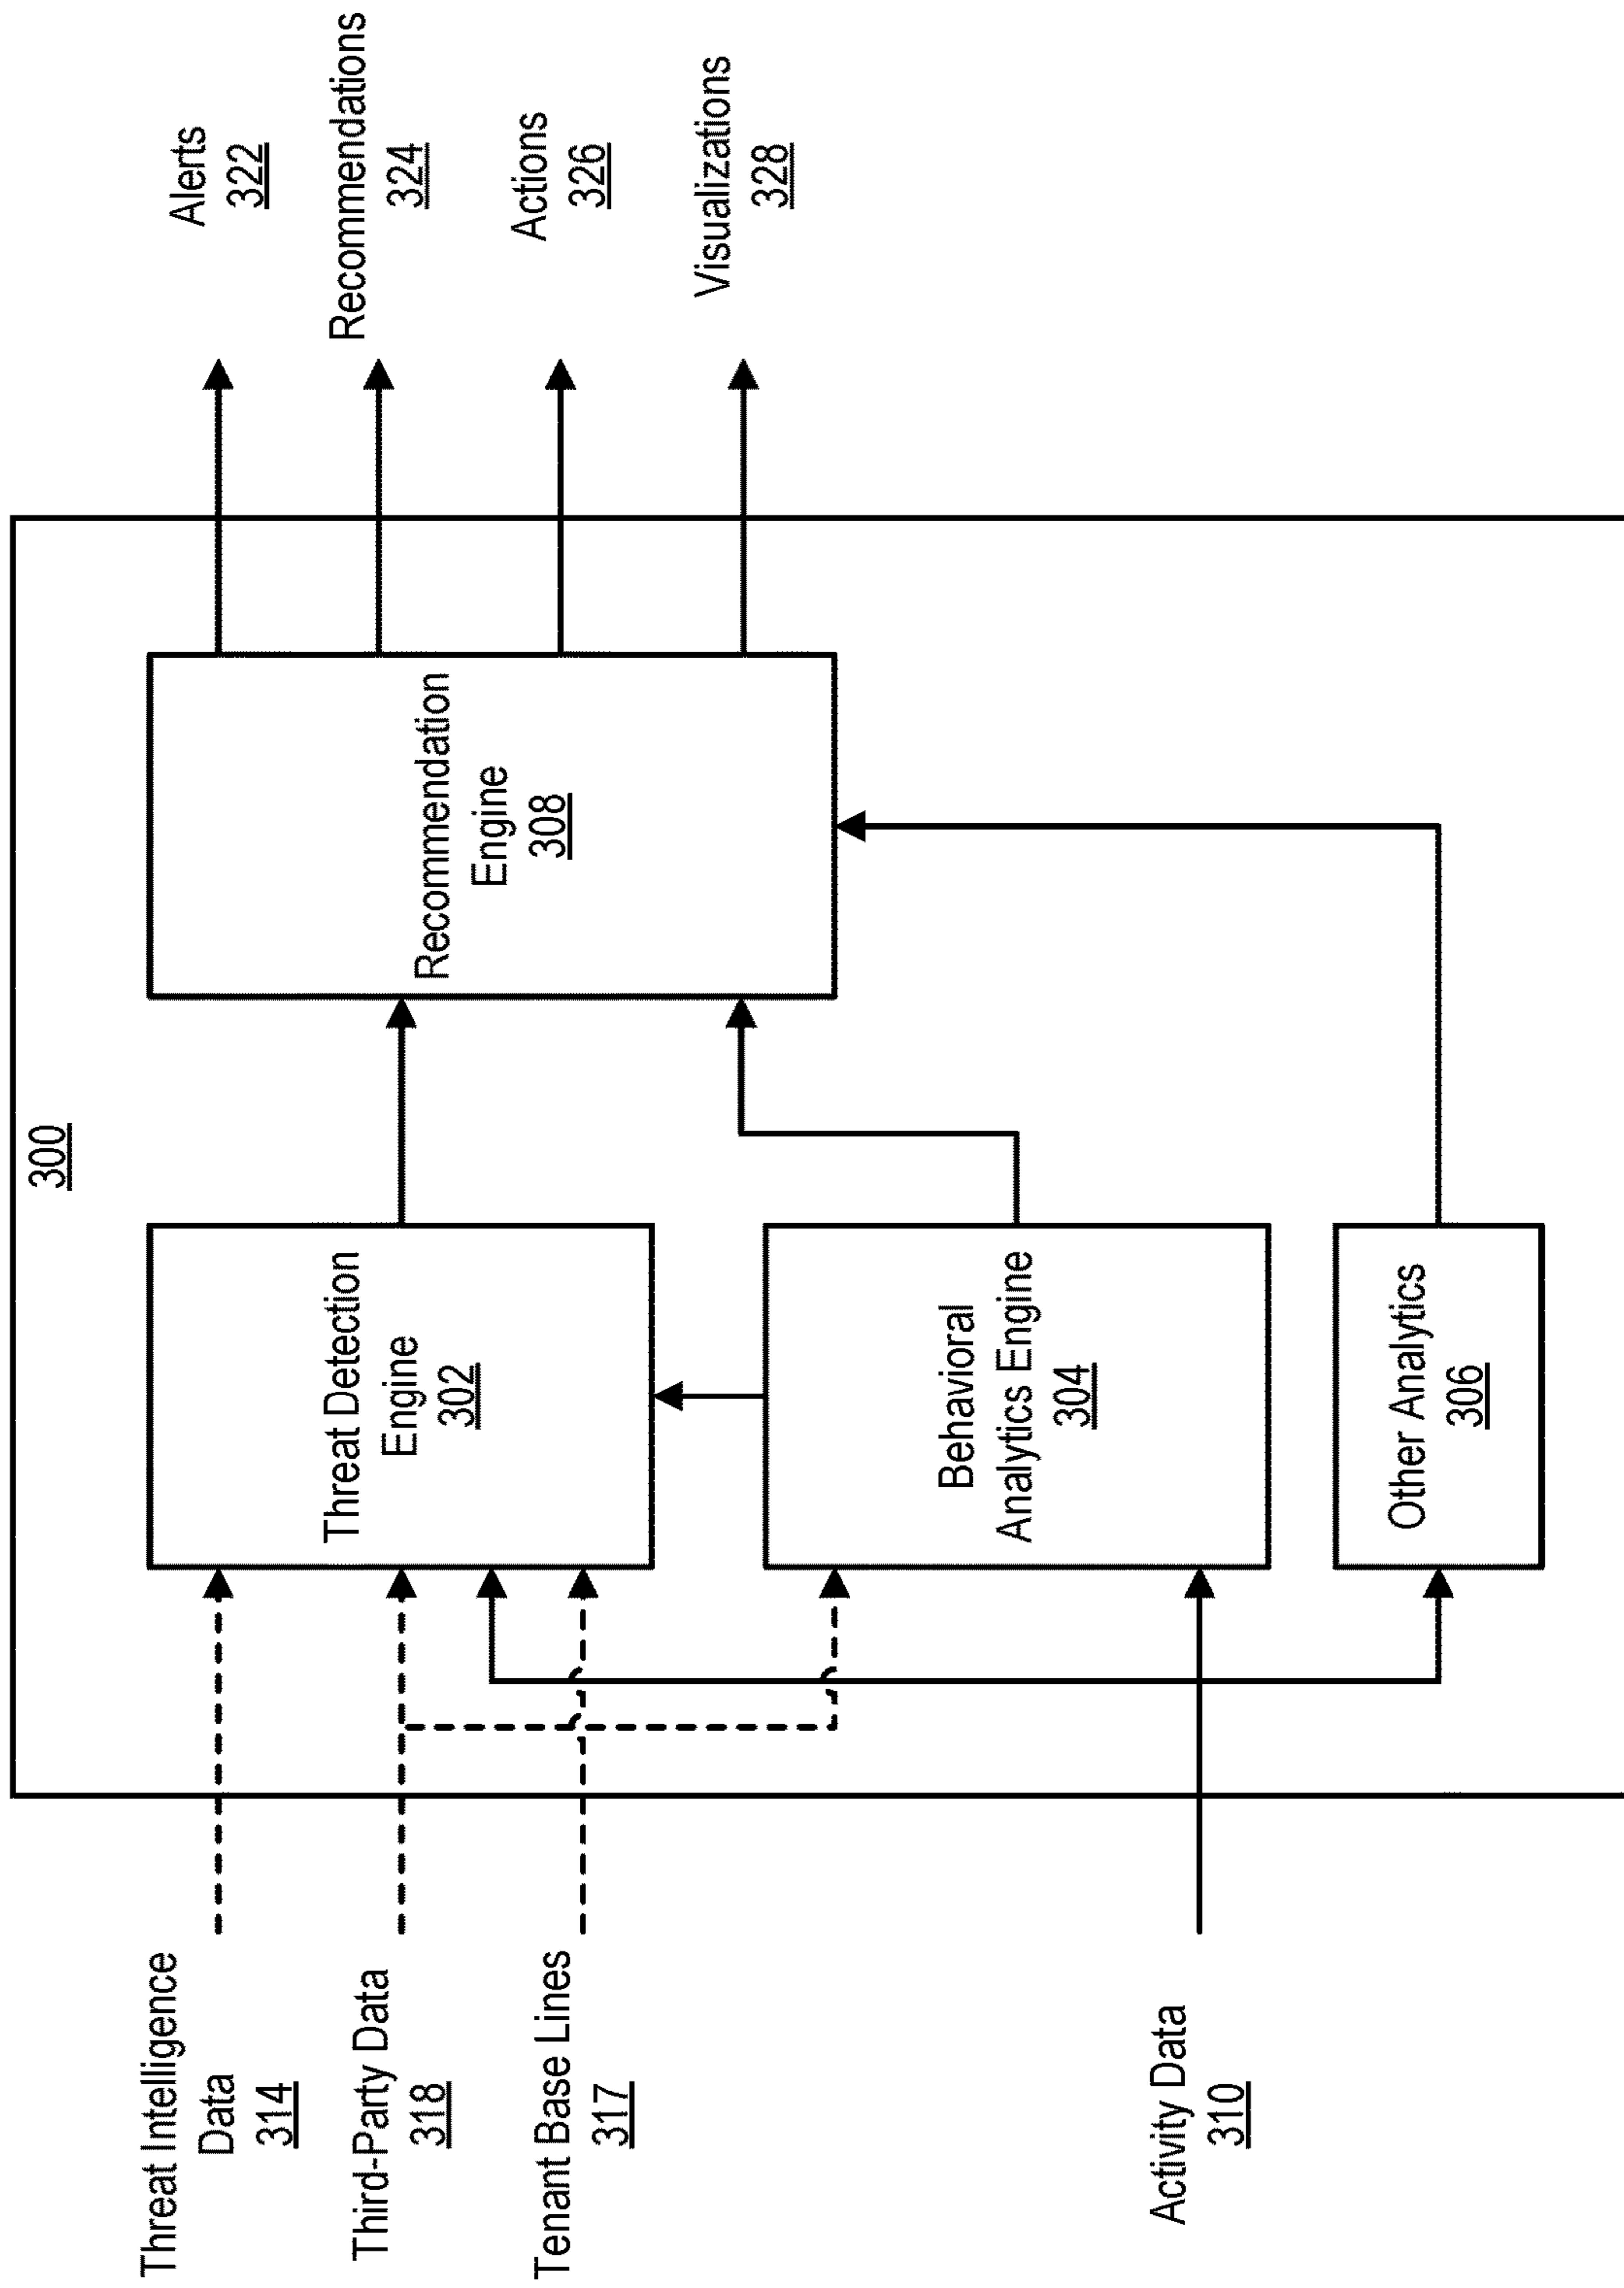 300
Threat Intelligence
Data
314
Third-Party Data
318
Tenant Base Lines
317
Activity Data
310
Threat Detection
Engine
302
Behavioral
Analytics Engine
304
Other Analytics
306
Recommendation
Engine
308
Alerts
322
Recommendations
324
Actions
326
Visualizations
328